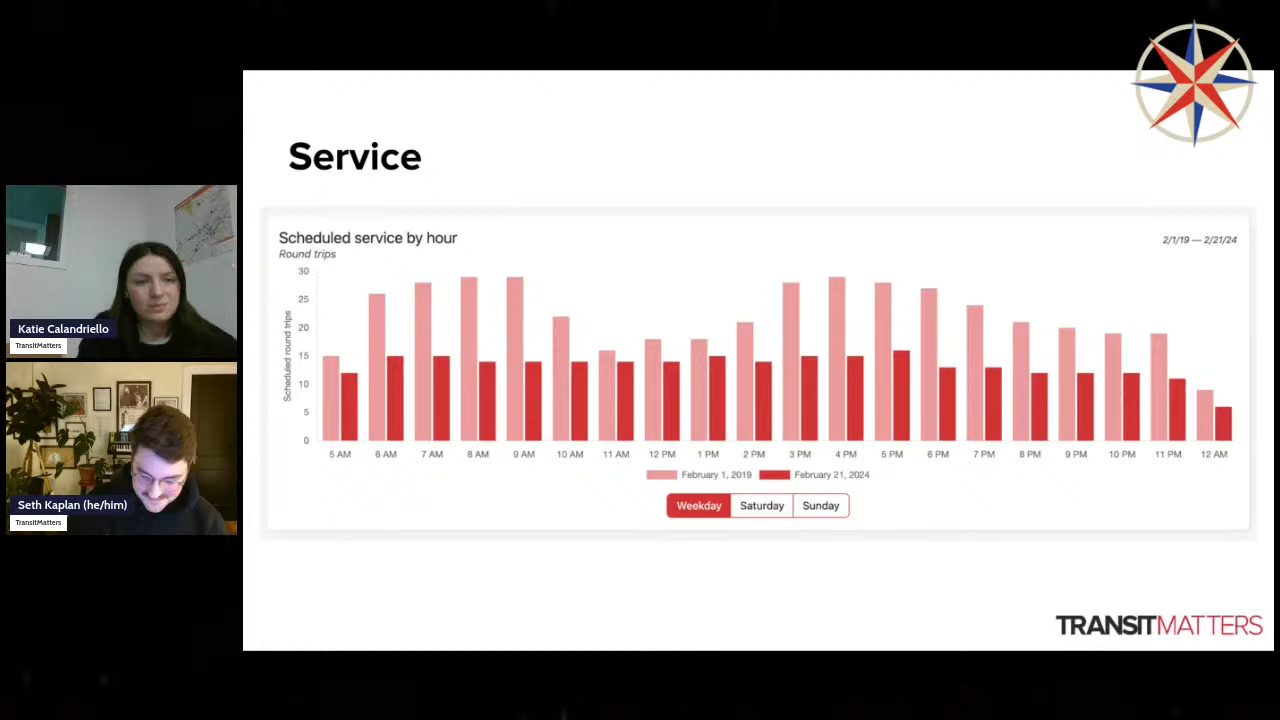 Service
Scheduled service by hour
Round trips
2/1/19 — 2/21/24
Scheduled round trips
30
25
20
15
10
5
0
5 AM 6 AM 7 AM 8 AM 9 AM 10 AM 11 AM 12 PM 1 PM 2 PM 3 PM 4 PM 5 PM 6 PM 7 PM 8 PM 9 PM 10 PM 11 PM 12 AM
February 1, 2019 February 21, 2024
Weekday Saturday Sunday
Katie Calandriello
TransitMatters
Seth Kaplan (he/him)
TransitMatters
TRANSITMATTERS